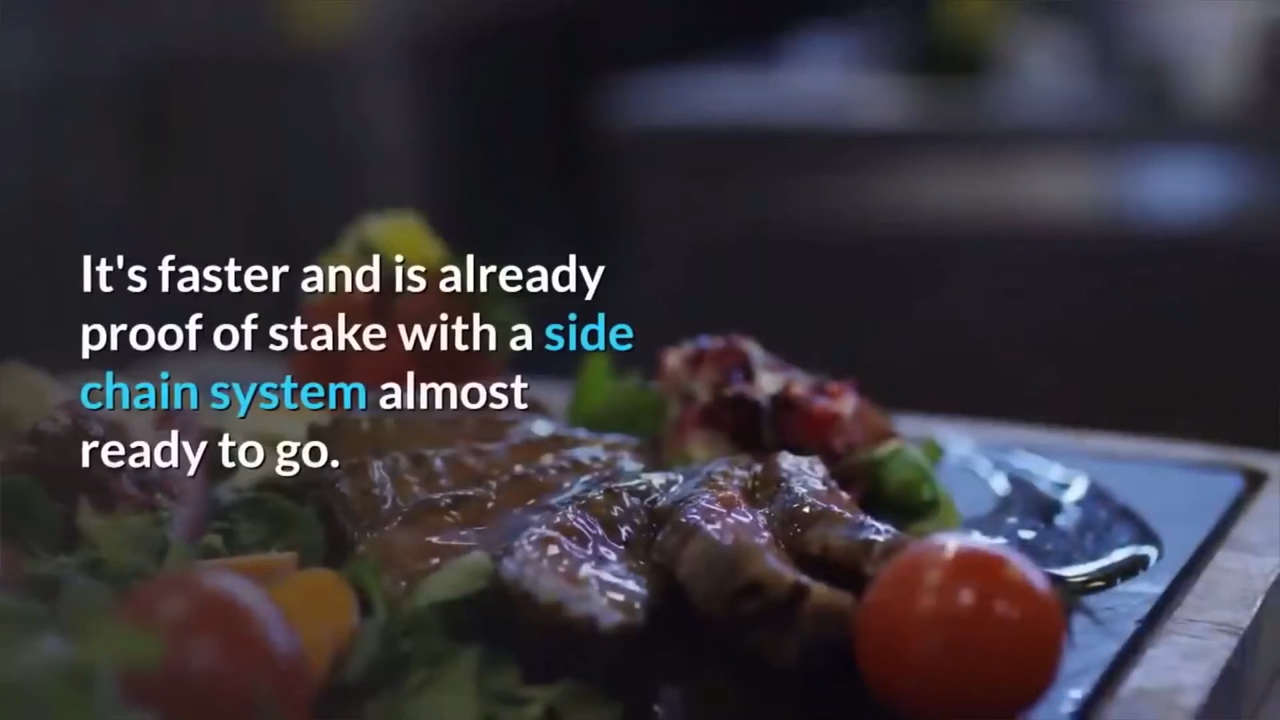 It's faster and is already
proof of stake with a side
chain system almost
ready to go.